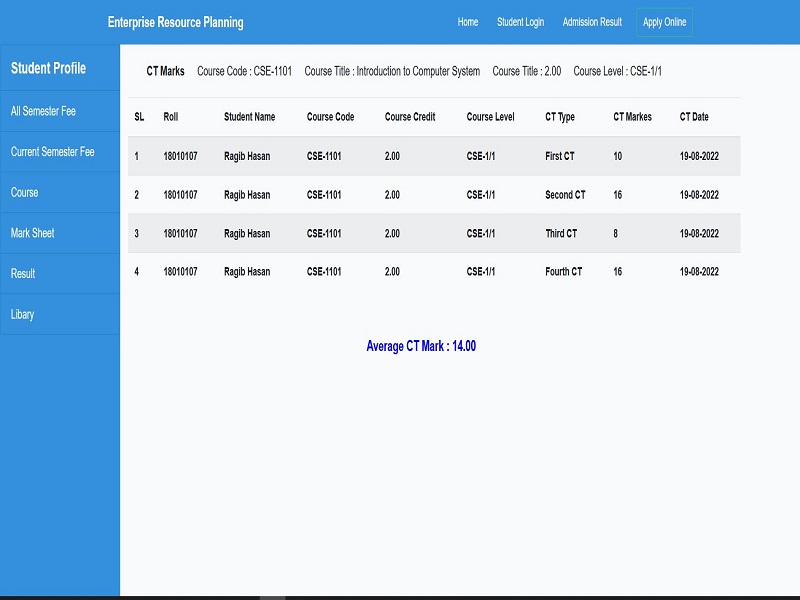 Enterprise Resource Planning Home Student Login Admission Result Apply Online
Student Profile
All Semester Fee
Current Semester Fee
Course
Mark Sheet
Result
Libary
CT Marks Course Code : CSE-1101 Course Title : Introduction to Computer System Course Title : 2.00 Course Level : CSE-1/1
SL Roll Student Name Course Code Course Credit Course Level CT Type CT Markes CT Date
1 18010107 Ragib Hasan CSE-1101 2.00 CSE-1/1 First CT 10 19-08-2022
2 18010107 Ragib Hasan CSE-1101 2.00 CSE-1/1 Second CT 16 19-08-2022
3 18010107 Ragib Hasan CSE-1101 2.00 CSE-1/1 Third CT 8 19-08-2022
4 18010107 Ragib Hasan CSE-1101 2.00 CSE-1/1 Fourth CT 16 19-08-2022
Average CT Mark : 14.00